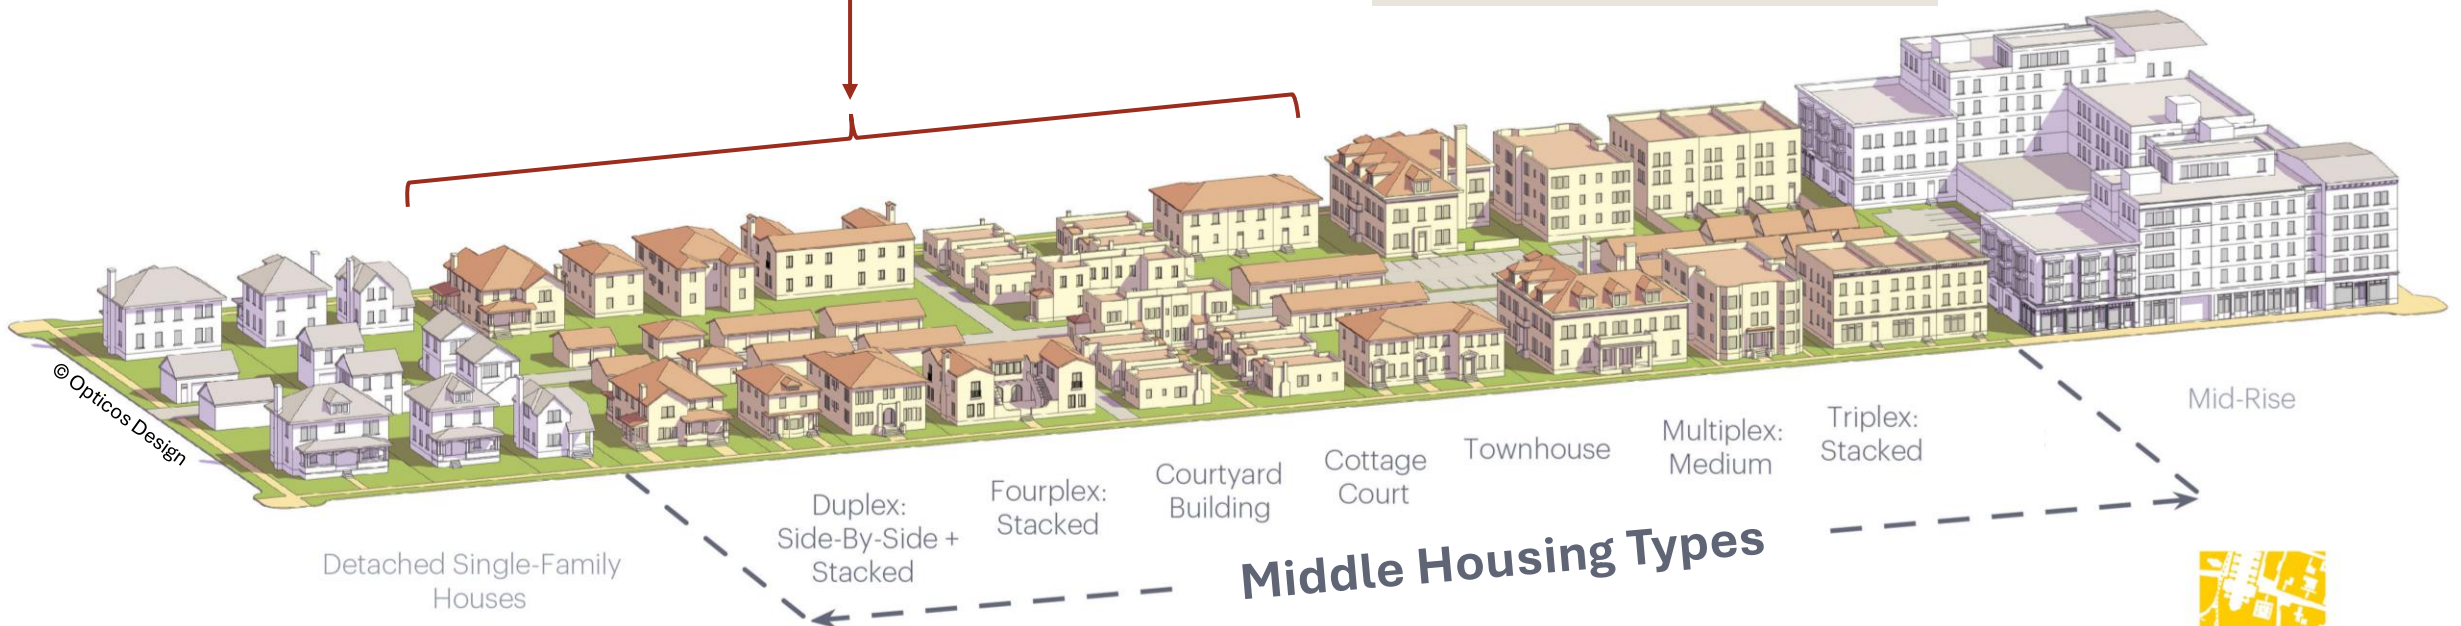 © Opticos Design
Detached Single-Family
Houses
Duplex:
Side-By-Side +
Stacked
Fourplex:
Stacked
Courtyard
Building
Cottage
Court
Townhouse
Multiplex:
Medium
Triplex:
Stacked
Mid-Rise
Middle Housing Types